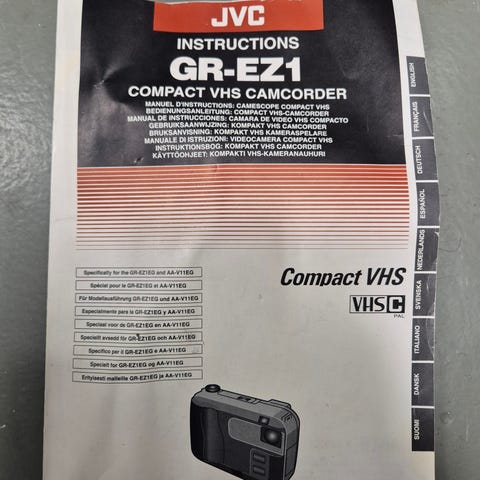 JVC
INSTRUCTIONS
GR-EZ1
COMPACT VHS CAMCORDER
MANUEL D'INSTRUCTIONS: CAMESCOPE COMPACT VHS
BEDIENUNGSANLEITUNG: COMPACT VHS-CAMCORDER
MANUAL DE INSTRUCCIONES: CAMARA DE VIDEO VHS COMPACTO
GEBRUIKSAANWIJZING: KOMPAKT VHS CAMCORDER
BRUKSANVISNING: KOMPAKT VHS KAMERASPELARE
MANUALE DI ISTRUZIONI: VIDEOCAMERA COMPACT VHS
INSTRUKTIONSBOG: KOMPAKT VHS CAMCORDER
KÄYTTÖOHJEET: KOMPAKTI VHS-KAMERANAUHURI
ENGLISH
FRANÇAIS
DEUTSCH
ESPAÑOL
NEDERLANDS
SVENSKA
ITALIANO
DANSK
SUOMI
Specifically for the GR-EZ1EG and AA-V11EG
Spécial pour le GR-EZ1EG et AA-V11EG
Für Modellausführung GR-EZ1EG und AA-V11EG
Especialmente para la GR-EZ1EG y AA-V11EG
Speciaal voor de GR-EZ1EG en AA-V11EG
Speciellt avsedd för GR-EZ1EG och AA-V11EG
Specifico per il GR-EZ1EG e AA-V11EG
Specielt for GR-EZ1EG og AA-V11EG
Erityisesti malleille GR-EZ1EG ja AA-V11EG
Compact VHS
VHS C
PAL